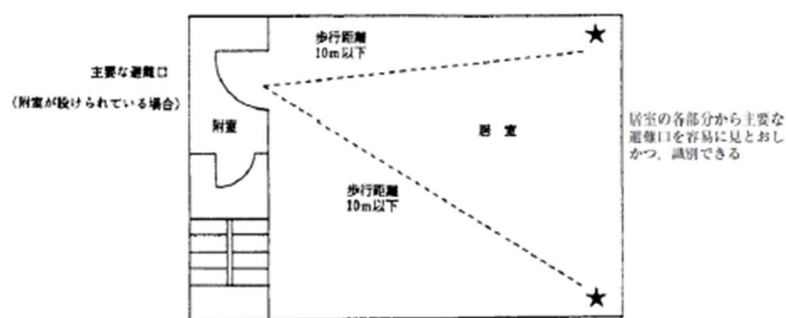 主要な避難口
(附室が設けられている場合)
附室
歩行距離
10m以下
居 室
歩行距離
10m以下
居室の各部分から主要な
避難口を容易に見とおし
かつ，識別できる